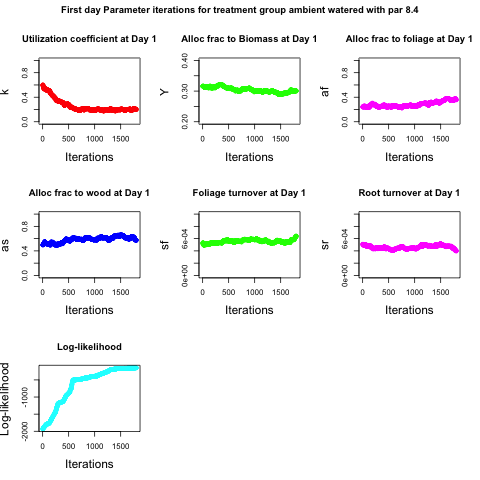 First day Parameter iterations for treatment group ambient watered with par 8.4
Utilization coefficient at Day 1
k
0.0 0.4 0.8
0 500 1000 1500
Iterations
Alloc frac to Biomass at Day 1
Y
0.20 0.30 0.40
0 500 1000 1500
Iterations
Alloc frac to foliage at Day 1
af
0.0 0.4 0.8
0 500 1000 1500
Iterations
Alloc frac to wood at Day 1
as
0.0 0.4 0.8
0 500 1000 1500
Iterations
Foliage turnover at Day 1
sf
0e+00 6e-04
0 500 1000 1500
Iterations
Root turnover at Day 1
sr
0e+00 6e-04
0 500 1000 1500
Iterations
Log-likelihood
Log-likelihood
-2000 -1000
0 500 1000 1500
Iterations